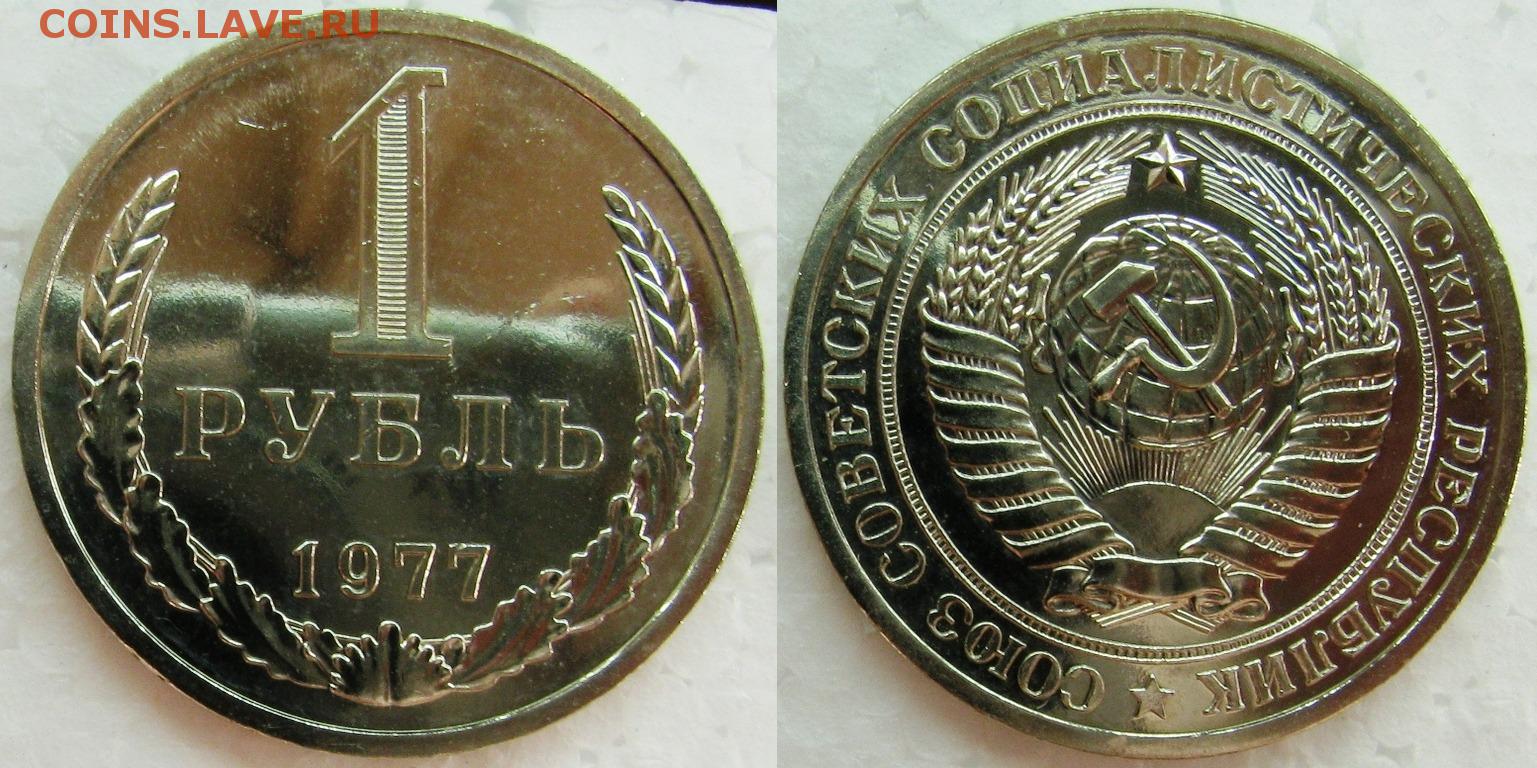 COINS.LAVE.RU
1
РУБЛЬ
1977
СОЮЗ СОВЕТСКИХ СОЦИАЛИСТИЧЕСКИХ РЕСПУБЛИК